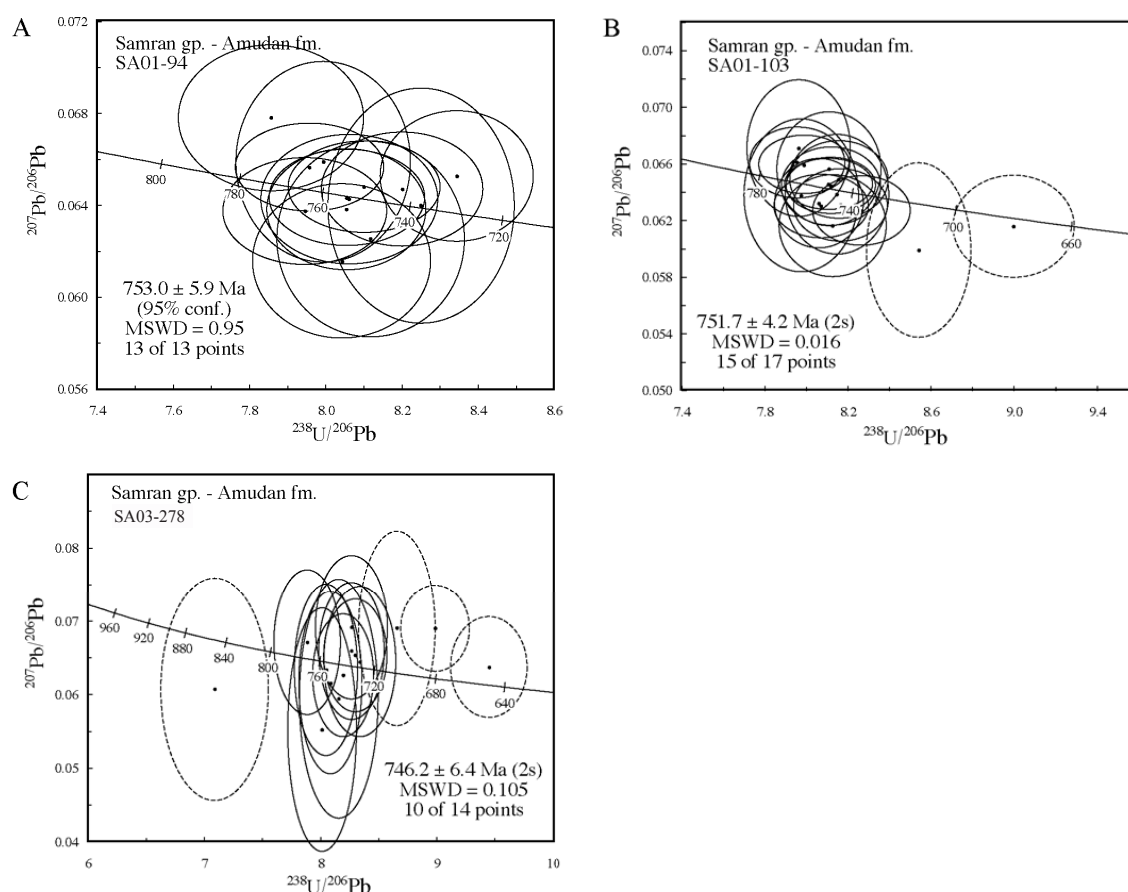 A
Samran gp. - Amudan fm.
SA01-94
0.072
0.068
0.064
0.060
0.056
207Pb/206Pb
800
780
760
740
720
753.0 ± 5.9 Ma
(95% conf.)
MSWD = 0.95
13 of 13 points
7.4 7.6 7.8 8.0 8.2 8.4 8.6
238U/206Pb
B
Samran gp. - Amudan fm.
SA01-103
0.074
0.070
0.066
0.062
0.058
0.054
0.050
207Pb/206Pb
780
740
700
660
751.7 ± 4.2 Ma (2s)
MSWD = 0.016
15 of 17 points
7.4 7.8 8.2 8.6 9.0 9.4
238U/206Pb
C
Samran gp. - Amudan fm.
SA03-278
0.08
0.07
0.06
0.05
0.04
207Pb/206Pb
960
920
880
840
800
760
720
680
640
746.2 ± 6.4 Ma (2s)
MSWD = 0.105
10 of 14 points
6 7 8 9 10
238U/206Pb